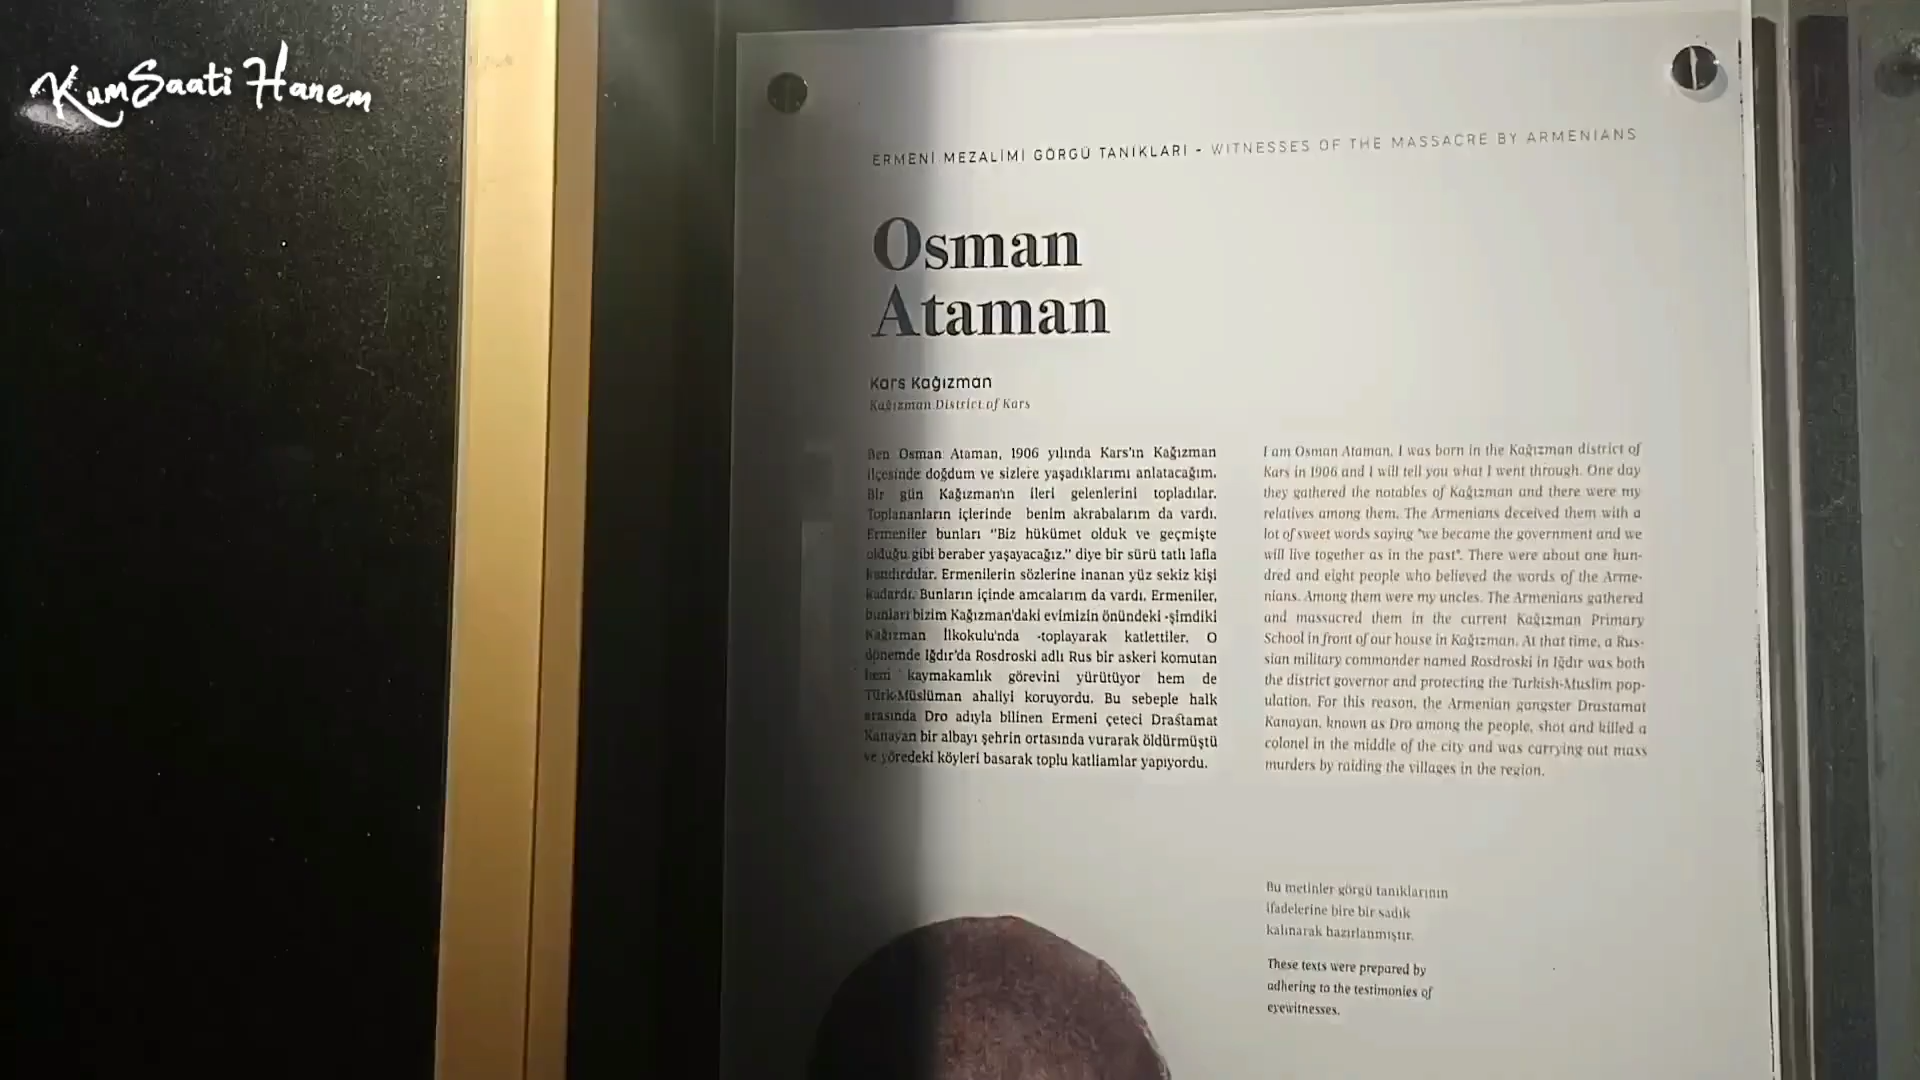 KumSaati Hanem
ERMENİ MEZALİMİ GÖRGÜ TANIKLARI - WITNESSES OF THE MASSACRE BY ARMENIANS
Osman
Ataman
Kars Kağızman
Kağızman District of Kars
Ben Osman Ataman, 1906 yılında Kars'ın Kağızman
ilçesinde doğdum ve sizlere yaşadıklarımı anlatacağım.
Bir gün Kağızman'ın ileri gelenlerini topladılar.
Toplananların içlerinde benim akrabalarım da vardı.
Ermeniler bunları "Biz hükümet olduk ve geçmişte
olduğu gibi beraber yaşayacağız." diye bir sürü tatlı lafla
kandırdılar. Ermenilerin sözlerine inanan yüz sekiz kişi
kadardı. Bunların içinde amcalarım da vardı. Ermeniler,
bunları bizim Kağızman'daki evimizin önündeki -şimdiki
Kağızman İlkokulu'nda -toplayarak katlettiler. O
dönemde Iğdır'da Rosdroski adlı Rus bir askeri komutan
hem kaymakamlık görevini yürütüyor hem de
Türk-Müslüman ahaliyi koruyordu. Bu sebeple halk
arasında Dro adıyla bilinen Ermeni çeteci Drastamat
Kanayan bir albayı şehrin ortasında vurarak öldürmüştü
ve yöredeki köyleri basarak toplu katliamlar yapıyordu.
I am Osman Ataman, I was born in the Kağızman district of
Kars in 1906 and I will tell you what I went through. One day
they gathered the notables of Kağızman and there were my
relatives among them. The Armenians deceived them with a
lot of sweet words saying "we became the government and we
will live together as in the past". There were about one hun-
dred and eight people who believed the words of the Arme-
nians. Among them were my uncles. The Armenians gathered
and massacred them in the current Kağızman Primary
School in front of our house in Kağızman. At that time, a Rus-
sian military commander named Rosdroski in Iğdır was both
the district governor and protecting the Turkish-Muslim pop-
ulation. For this reason, the Armenian gangster Drastamat
Kanayan, known as Dro among the people, shot and killed a
colonel in the middle of the city and was carrying out mass
murders by raiding the villages in the region.
Bu metinler görgü tanıklarının
ifadelerine bire bir sadık
kalınarak hazırlanmıştır.
These texts were prepared by
adhering to the testimonies of
eyewitnesses.